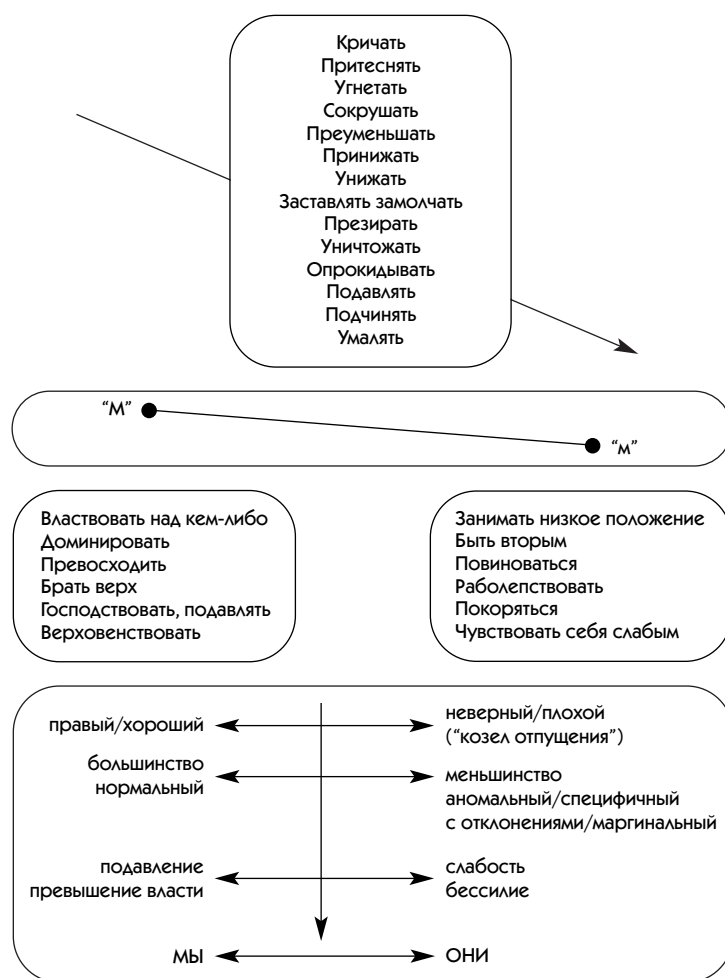 Кричать
Притеснять
Угнетать
Сокрушать
Преуменьшать
Принижать
Унижать
Заставлять замолчать
Презирать
Уничтожать
Опрокидывать
Подавлять
Подчинять
Умалять
“М”
“м”
Властвовать над кем-либо
Доминировать
Превосходить
Брать верх
Господствовать, подавлять
Верховенствовать
Занимать низкое положение
Быть вторым
Повиноваться
Раболепствовать
Покоряться
Чувствовать себя слабым
правый/хороший
неверный/плохой
(“козел отпущения”)
большинство
нормальный
меньшинство
аномальный/специфичный
с отклонениями/маргинальный
подавление
превышение власти
слабость
бессилие
МЫ
ОНИ